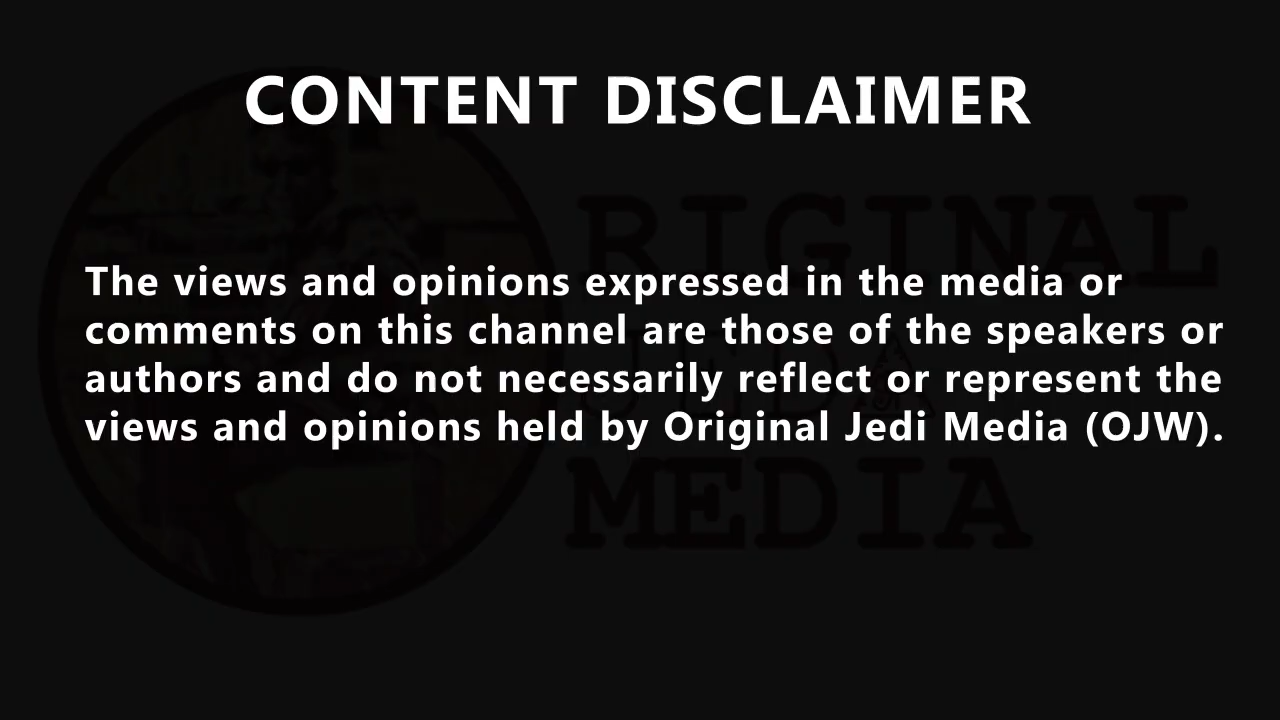 CONTENT DISCLAIMER
The views and opinions expressed in the media or
comments on this channel are those of the speakers or
authors and do not necessarily reflect or represent the
views and opinions held by Original Jedi Media (OJW).
RIGINAL
MEDIA